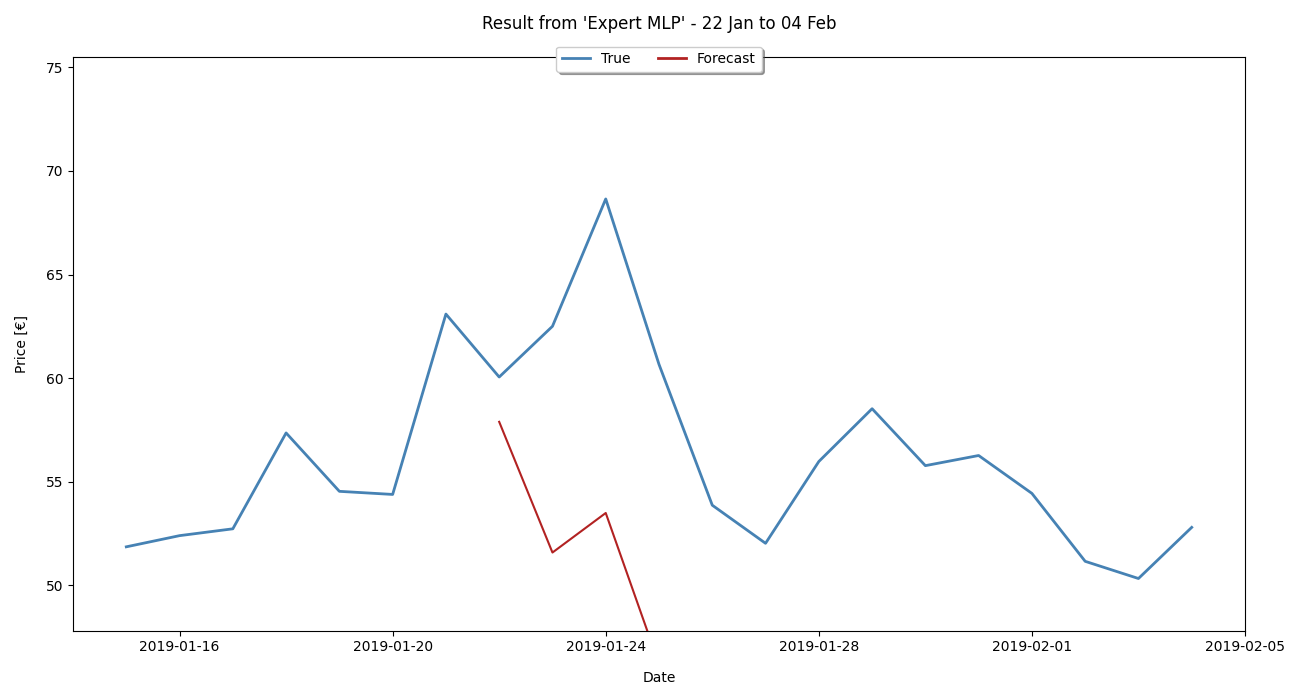 Result from 'Expert MLP' - 22 Jan to 04 Feb
True Forecast
75
70
65
60
55
50
Price [€]
2019-01-16 2019-01-20 2019-01-24 2019-01-28 2019-02-01 2019-02-05
Date